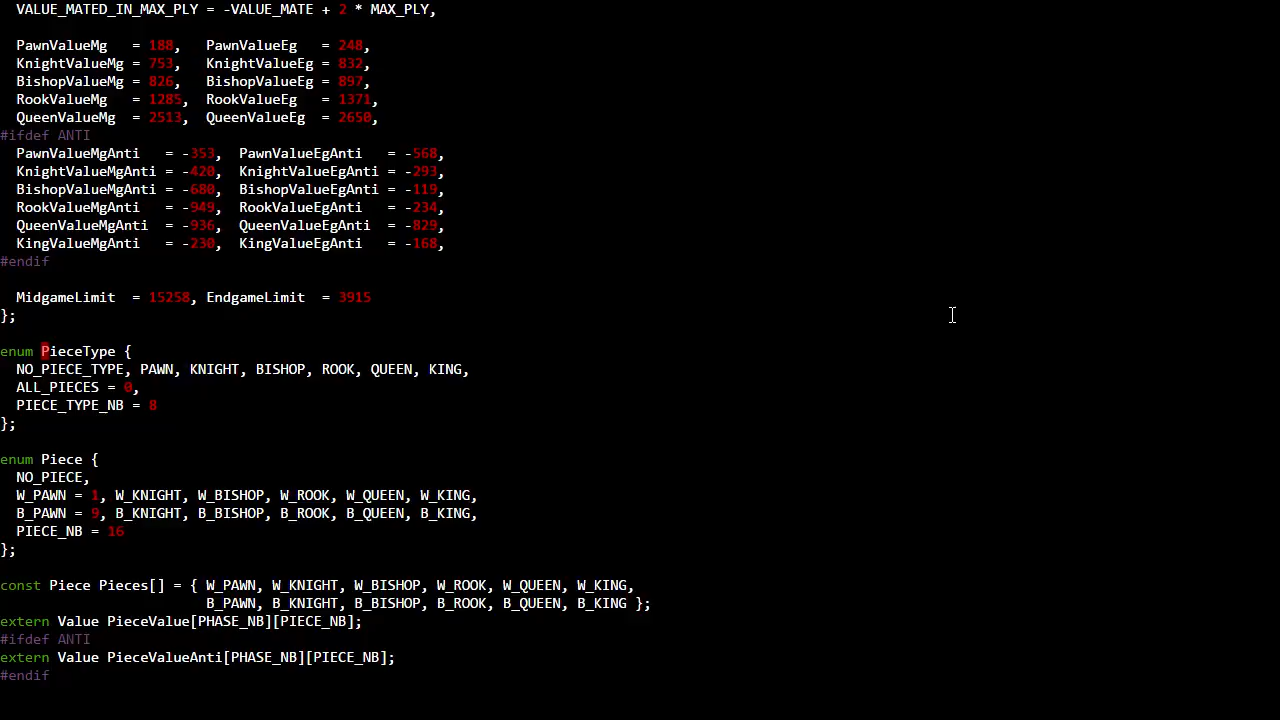 VALUE_MATED_IN_MAX_PLY = -VALUE_MATE + 2 * MAX_PLY,
PawnValueMg   = 188,   PawnValueEg   = 248,
KnightValueMg = 753,   KnightValueEg = 832,
BishopValueMg = 826,   BishopValueEg = 897,
RookValueMg   = 1285,  RookValueEg   = 1371,
QueenValueMg  = 2513,  QueenValueEg  = 2650,
#ifdef ANTI
PawnValueMgAnti   = -353,  PawnValueEgAnti   = -568,
KnightValueMgAnti = -420,  KnightValueEgAnti = -293,
BishopValueMgAnti = -680,  BishopValueEgAnti = -119,
RookValueMgAnti   = -949,  RookValueEgAnti   = -234,
QueenValueMgAnti  = -936,  QueenValueEgAnti  = -829,
KingValueMgAnti   = -230,  KingValueEgAnti   = -168,
#endif
MidgameLimit  = 15258, EndgameLimit  = 3915
};
enum PieceType {
NO_PIECE_TYPE, PAWN, KNIGHT, BISHOP, ROOK, QUEEN, KING,
ALL_PIECES = 0,
PIECE_TYPE_NB = 8
};
enum Piece {
NO_PIECE,
W_PAWN = 1, W_KNIGHT, W_BISHOP, W_ROOK, W_QUEEN, W_KING,
B_PAWN = 9, B_KNIGHT, B_BISHOP, B_ROOK, B_QUEEN, B_KING,
PIECE_NB = 16
};
const Piece Pieces[] = { W_PAWN, W_KNIGHT, W_BISHOP, W_ROOK, W_QUEEN, W_KING,
B_PAWN, B_KNIGHT, B_BISHOP, B_ROOK, B_QUEEN, B_KING };
extern Value PieceValue[PHASE_NB][PIECE_NB];
#ifdef ANTI
extern Value PieceValueAnti[PHASE_NB][PIECE_NB];
#endif